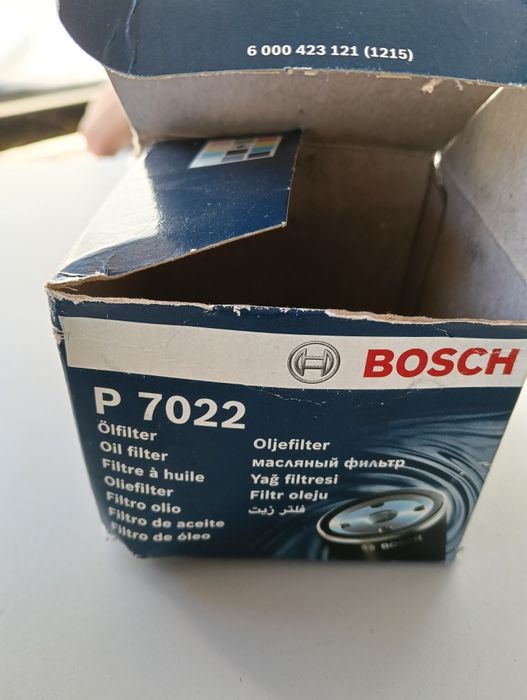 6 000 423 121 (1215)
BOSCH
P 7022
Ölfilter
Oil filter
Filtre à huile
Oliefilter
Filtro olio
Filtro de aceite
Filtro de óleo
Oljefilter
масляный фильтр
Yağ filtresi
Filtr oleju
فلتر زيت
BOSCH